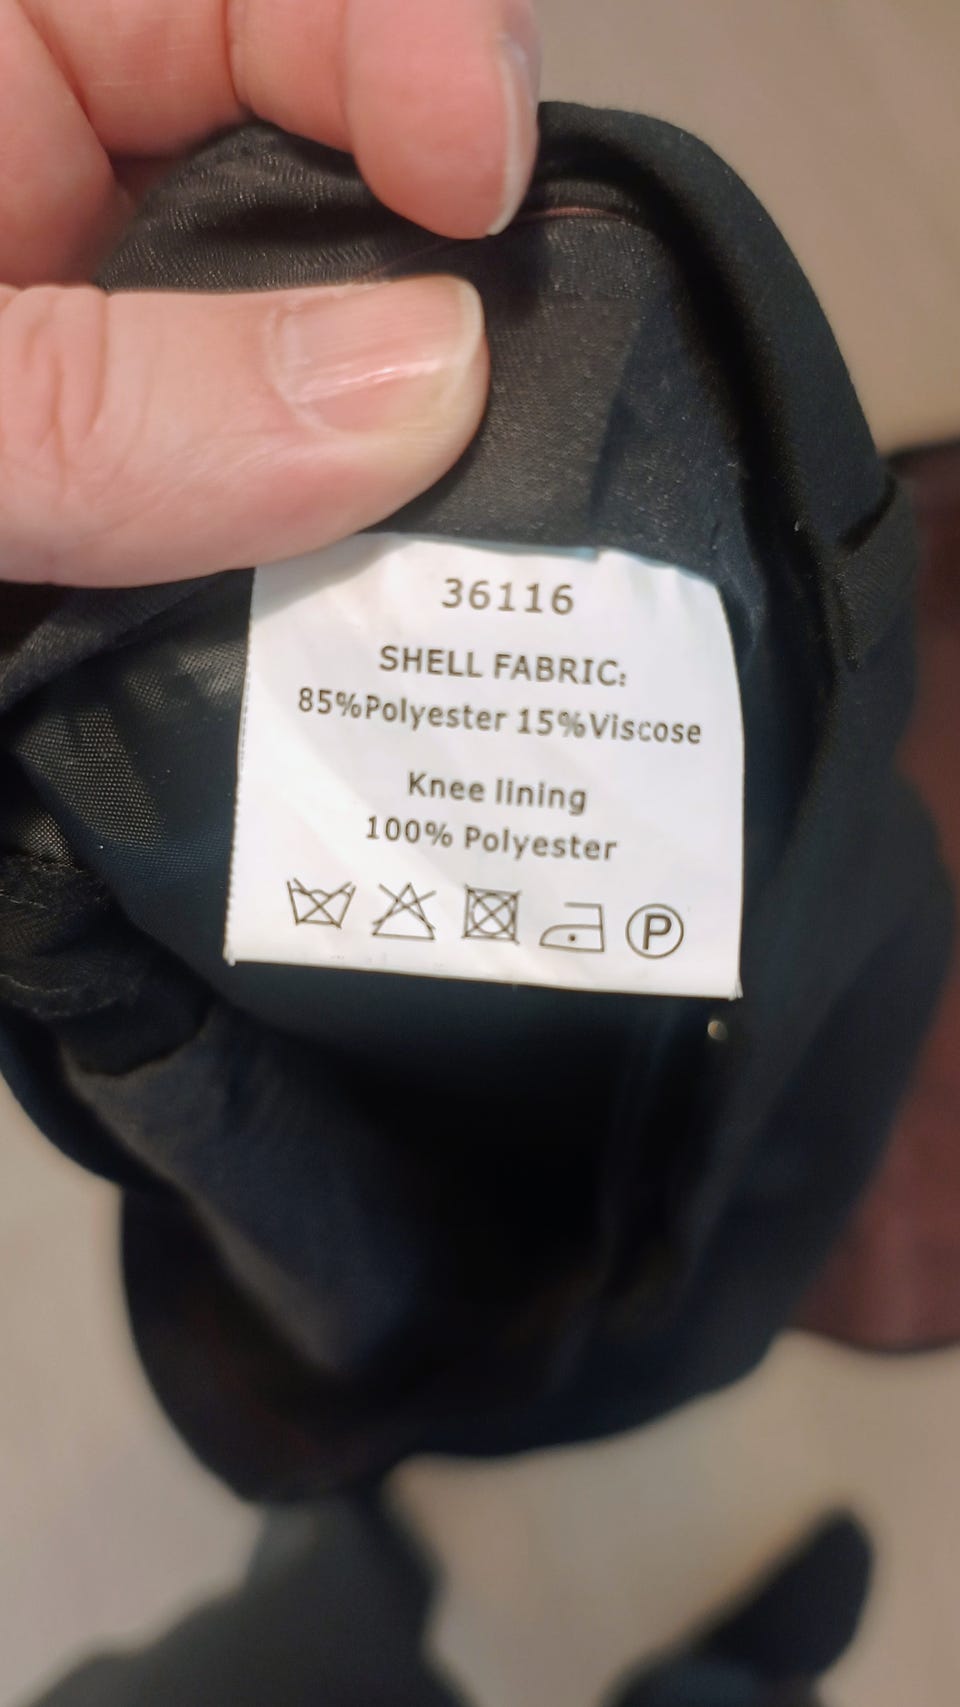 36116
SHELL FABRIC:
85%Polyester 15%Viscose
Knee lining
100% Polyester
P